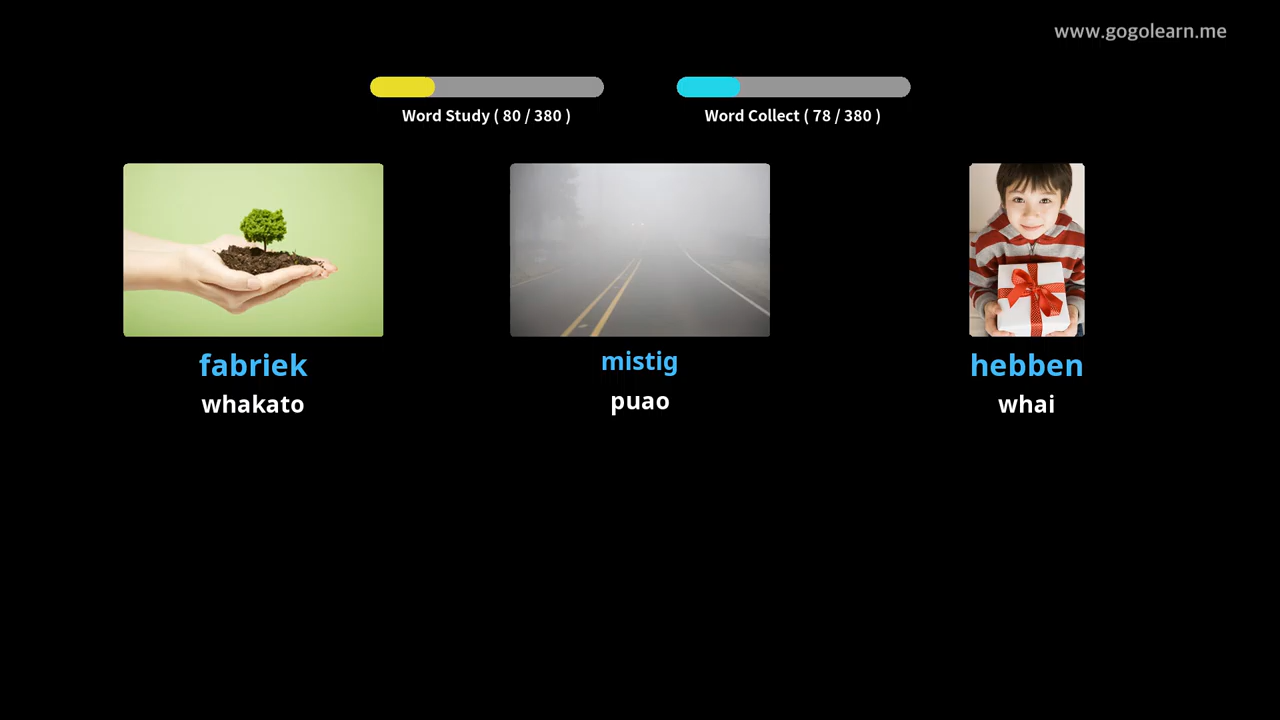 www.gogolearn.me
Word Study ( 80 / 380 )
Word Collect ( 78 / 380 )
fabriek
whakato
mistig
puao
hebben
whai